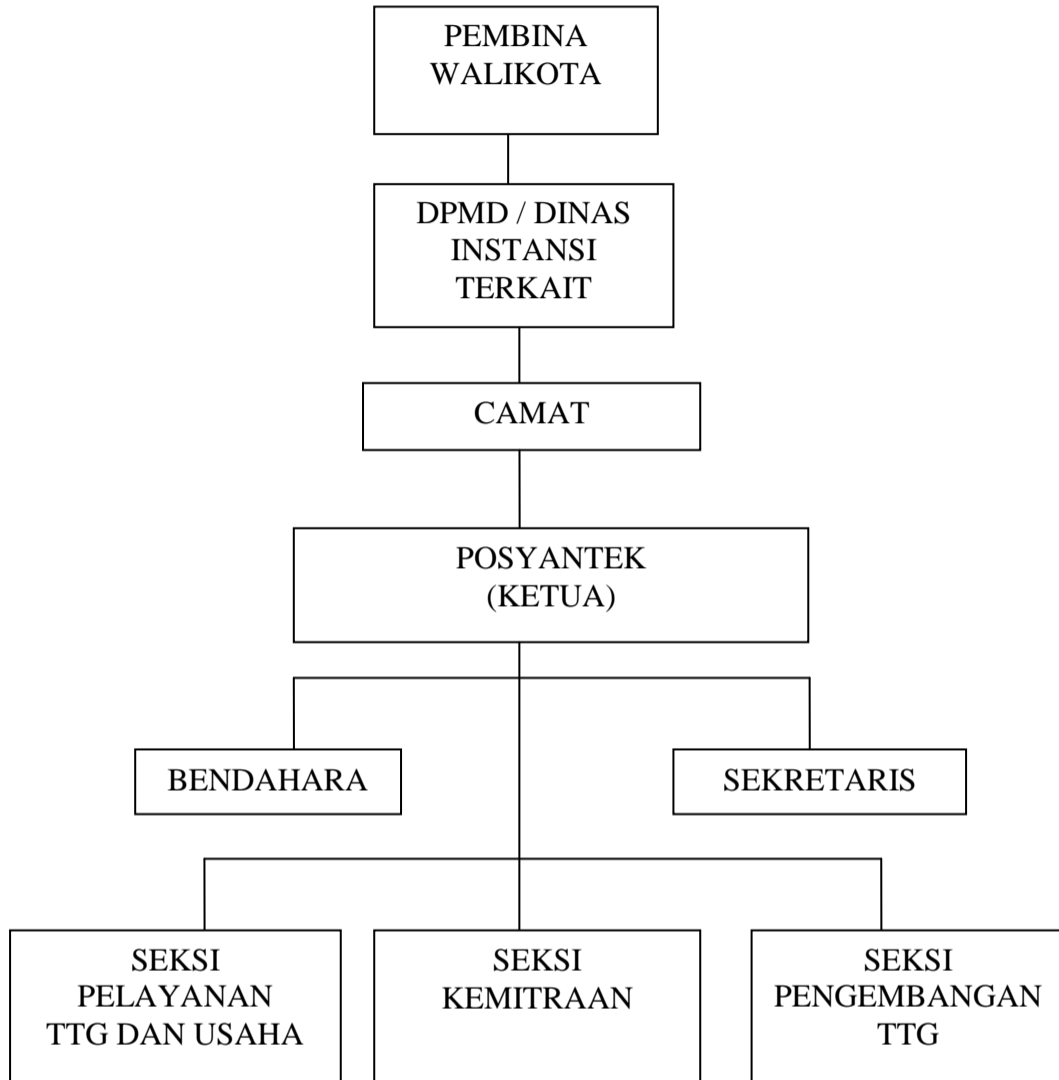 PEMBINA
WALIKOTA
DPMD / DINAS
INSTANSI
TERKAIT
CAMAT
POSYANTEK
(KETUA)
BENDAHARA
SEKRETARIS
SEKSI
PELAYANAN
TTG DAN USAHA
SEKSI
KEMITRAAN
SEKSI
PENGEMBANGAN
TTG